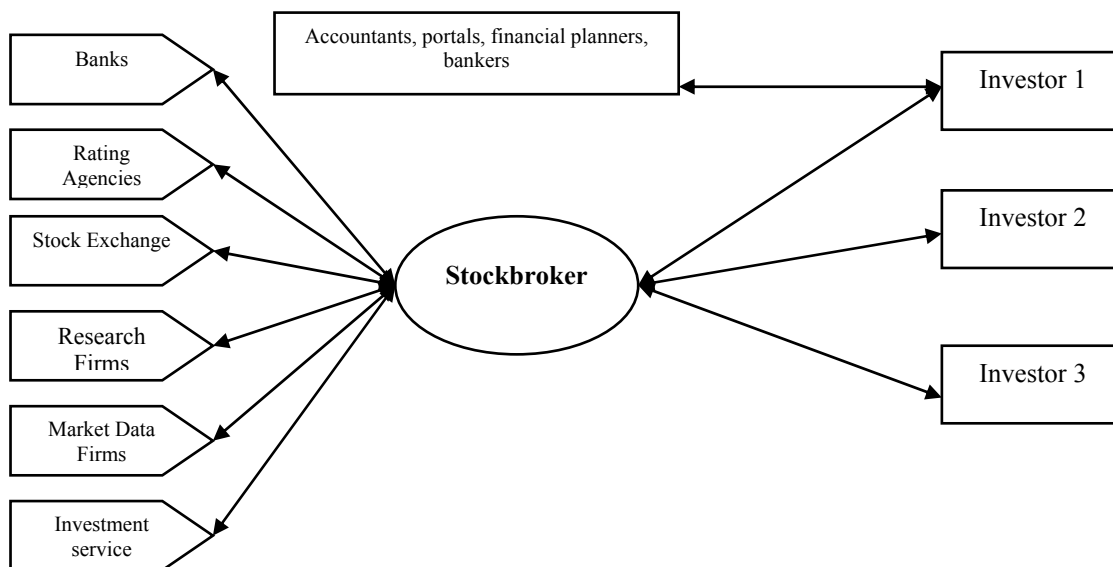 Banks
Accountants, portals, financial planners,
bankers
Investor 1
Rating
Agencies
Stock Exchange
Stockbroker
Investor 2
Research
Firms
Investor 3
Market Data
Firms
Investment
service